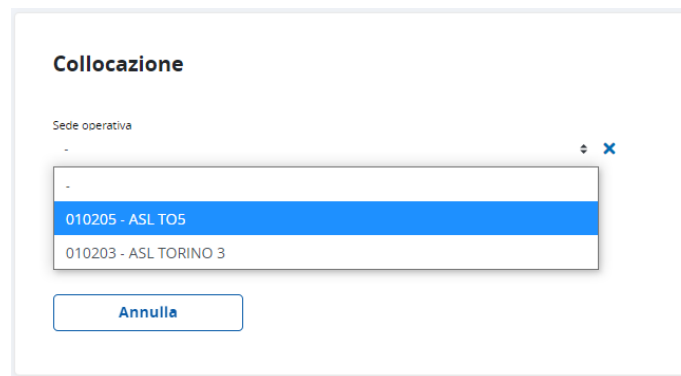 Collocazione
Sede operativa
-
-
010205 - ASL TO5
010203 - ASL TORINO 3
Annulla